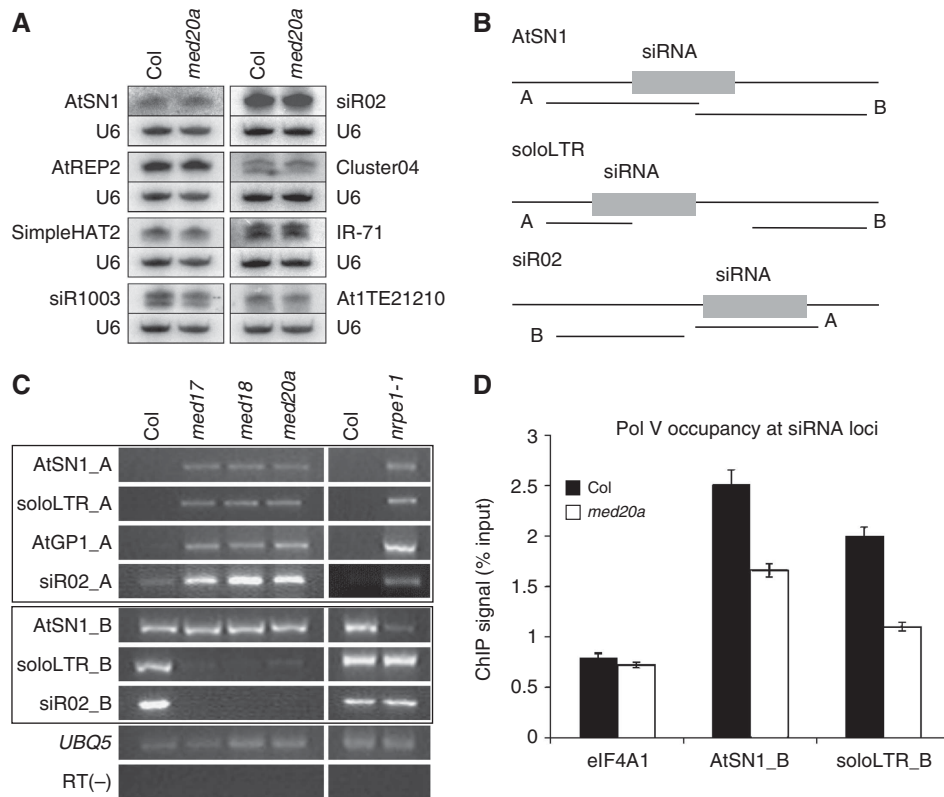 A
Col
med20a
Col
med20a
AtSN1
siR02
U6
U6
AtREP2
Cluster04
U6
U6
SimpleHAT2
IR-71
U6
U6
siR1003
At1TE21210
U6
U6
B
AtSN1
siRNA
A
B
soloLTR
siRNA
A
B
siR02
siRNA
A
B
C
Col
med17
med18
med20a
Col
nrpe1-1
AtSN1_A
soloLTR_A
AtGP1_A
siR02_A
AtSN1_B
soloLTR_B
siR02_B
UBQ5
RT(–)
D
Pol V occupancy at siRNA loci
Col
med20a
ChIP signal (% input)
3
2.5
2
1.5
1
0.5
0
eIF4A1
AtSN1_B
soloLTR_B